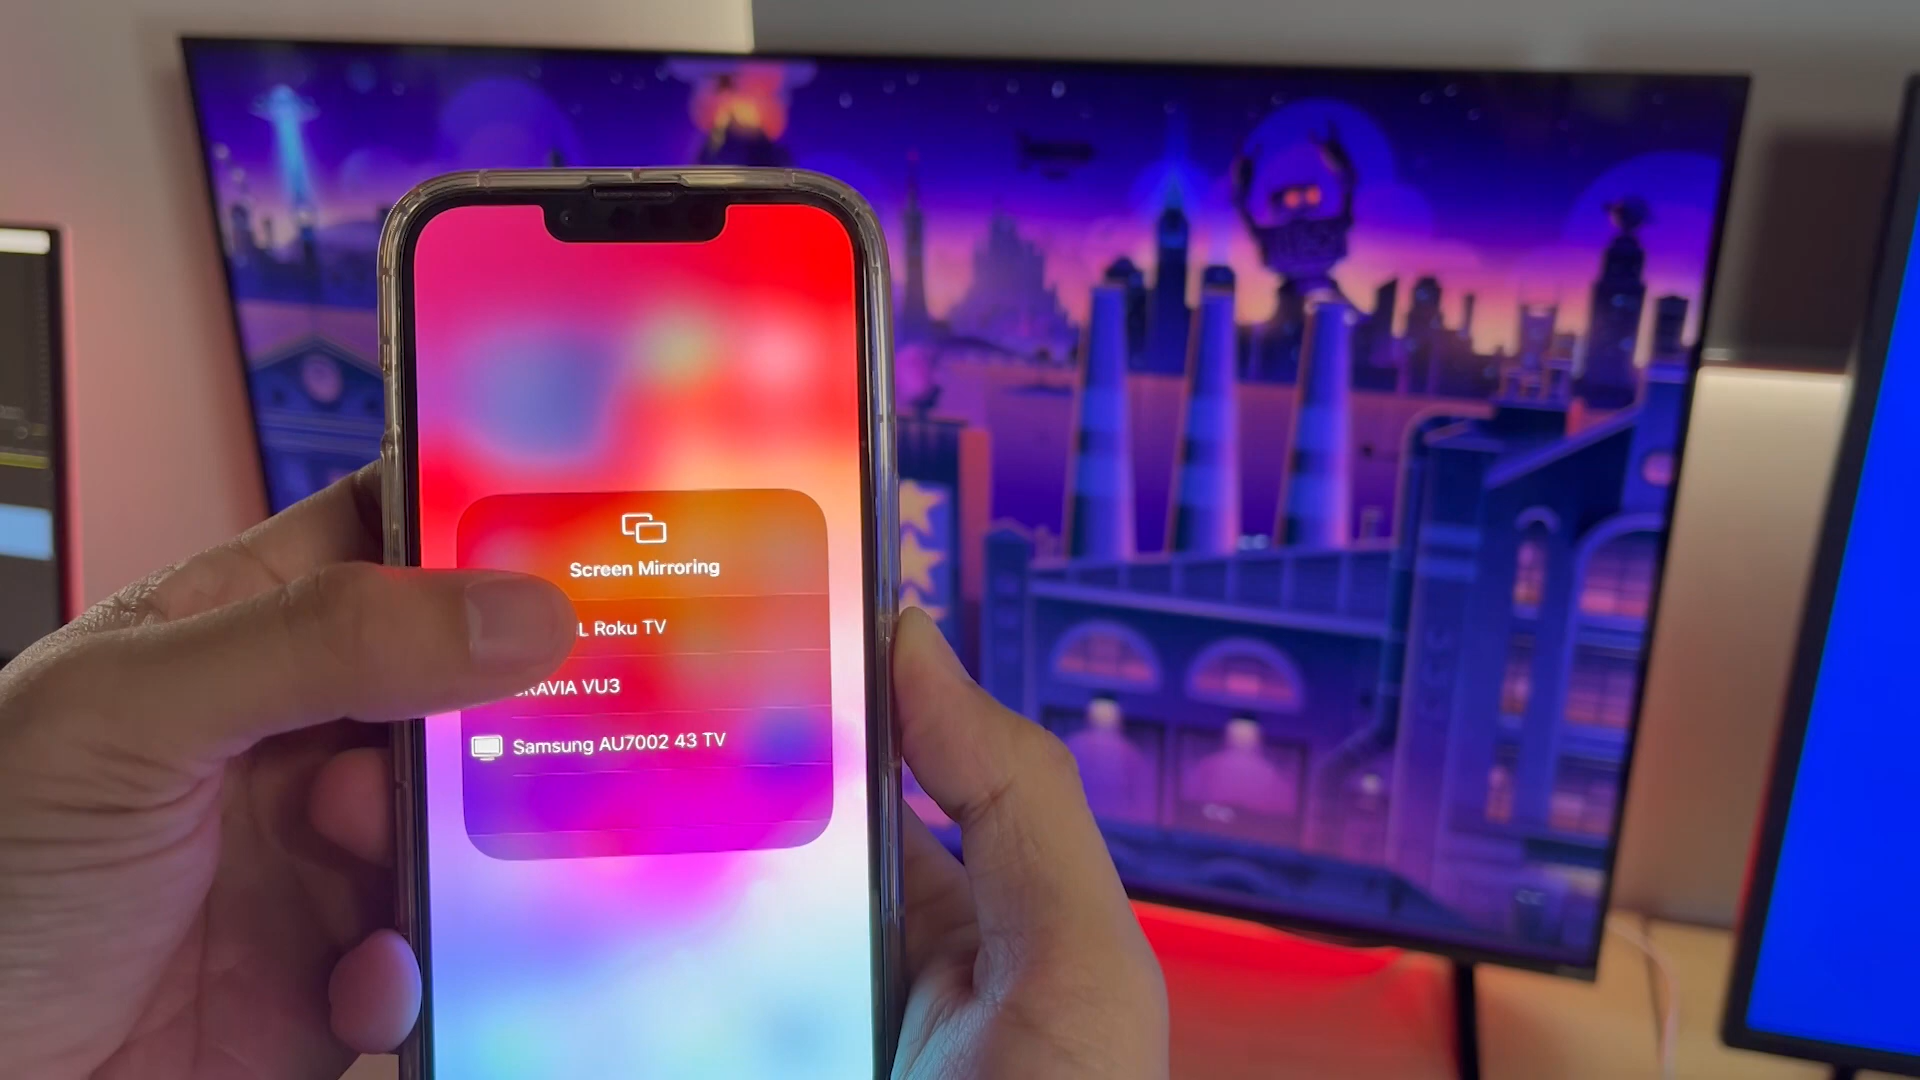 Screen Mirroring
L Roku TV
RAVIA VU3
Samsung AU7002 43 TV